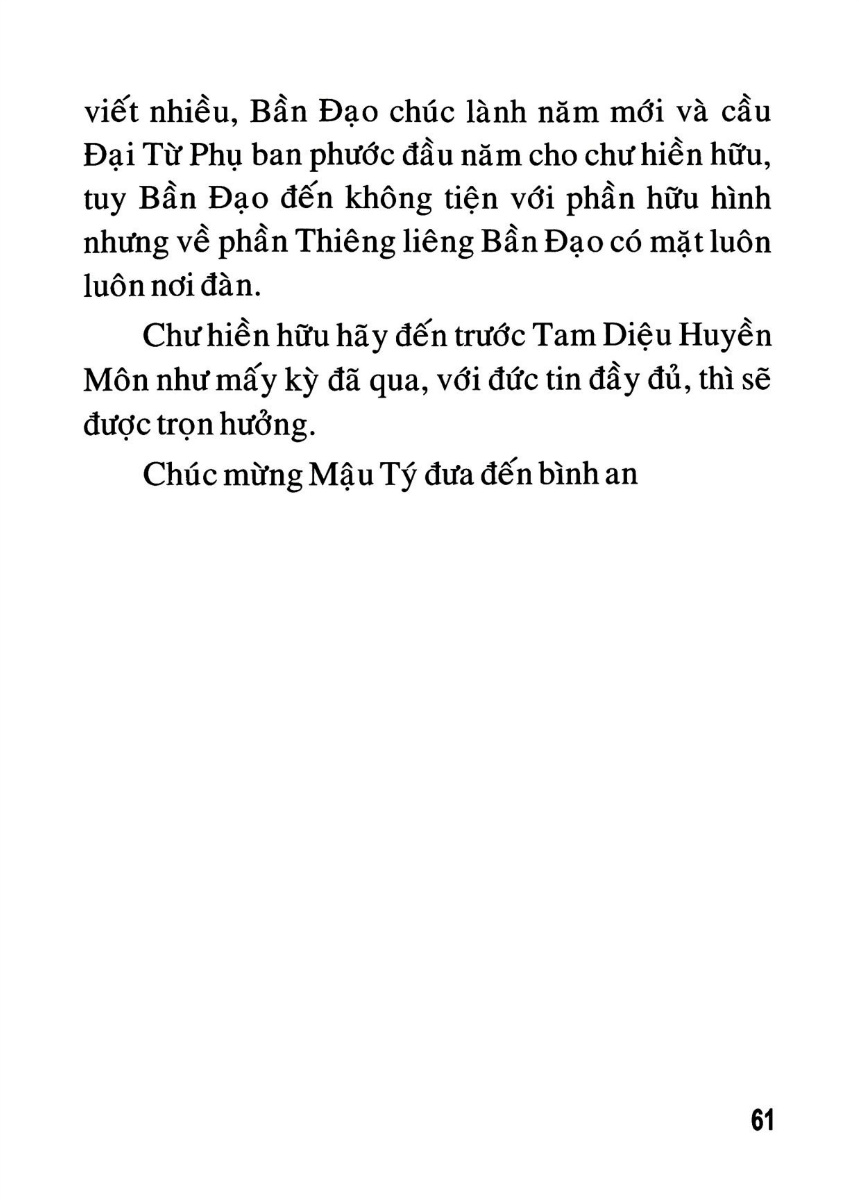 viết nhiều, Bần Đạo chúc lành năm mới và cầu
Đại Từ Phụ ban phước đầu năm cho chư hiền hữu,
tuy Bần Đạo đến không tiện với phần hữu hình
nhưng về phần Thiêng liêng Bần Đạo có mặt luôn
luôn nơi đàn.
Chư hiền hữu hãy đến trước Tam Diệu Huyền
Môn như mấy kỳ đã qua, với đức tin đầy đủ, thì sẽ
được trọn hưởng.
Chúc mừng Mậu Tý đưa đến bình an
61